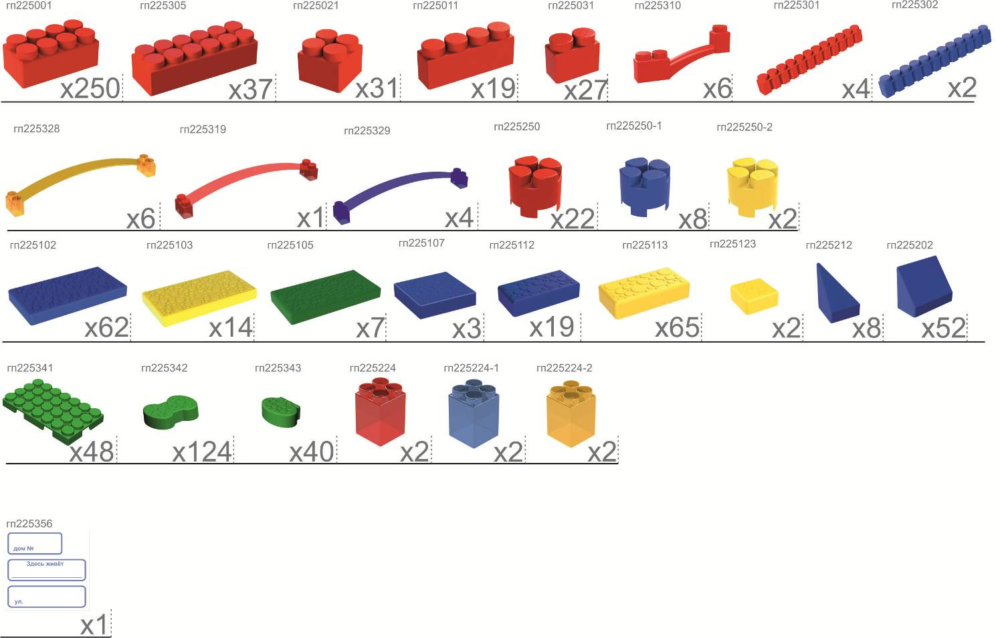 гп225001 гп225305 гп225021 гп225011 гп225031 гп225310 гп225301 гп225302
x250 x37 x31 x19 x27 x6 x4 x2
гп225328 гп225319 гп225329 гп225250 гп225250-1 гп225250-2
x6 x1 x4 x22 x8 x2
гп225102 гп225103 гп225105 гп225107 гп225112 гп225113 гп225123 гп225212 гп225202
x62 x14 x7 x3 x19 x65 x2 x8 x52
гп225341 гп225342 гп225343 гп225224 гп225224-1 гп225224-2
x48 x124 x40 x2 x2 x2
гп225356
дом №
Здесь живёт
ул.
x1